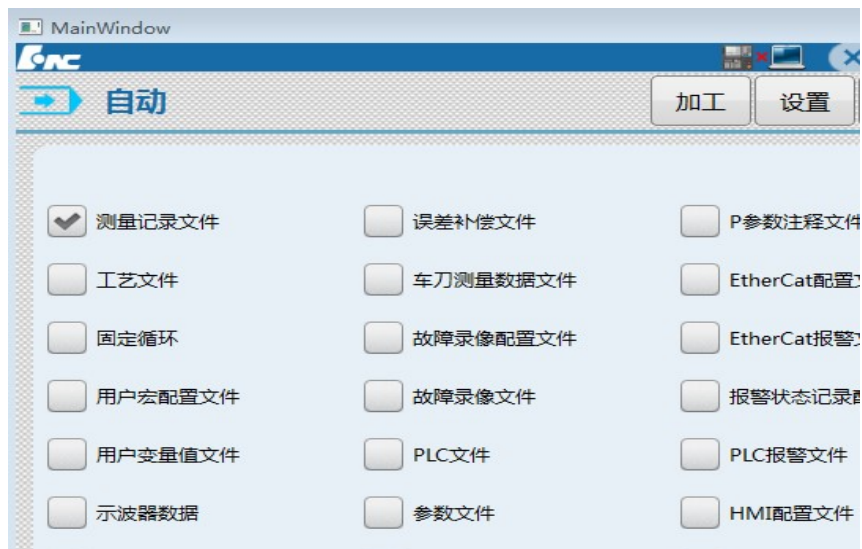 MainWindow
NC
自动
加工 设置
测量记录文件 误差补偿文件 P参数注释文件
工艺文件 车刀测量数据文件 EtherCat配置
固定循环 故障录像配置文件 EtherCat报警
用户宏配置文件 故障录像文件 报警状态记录
用户变量值文件 PLC文件 PLC报警文件
示波器数据 参数文件 HMI配置文件